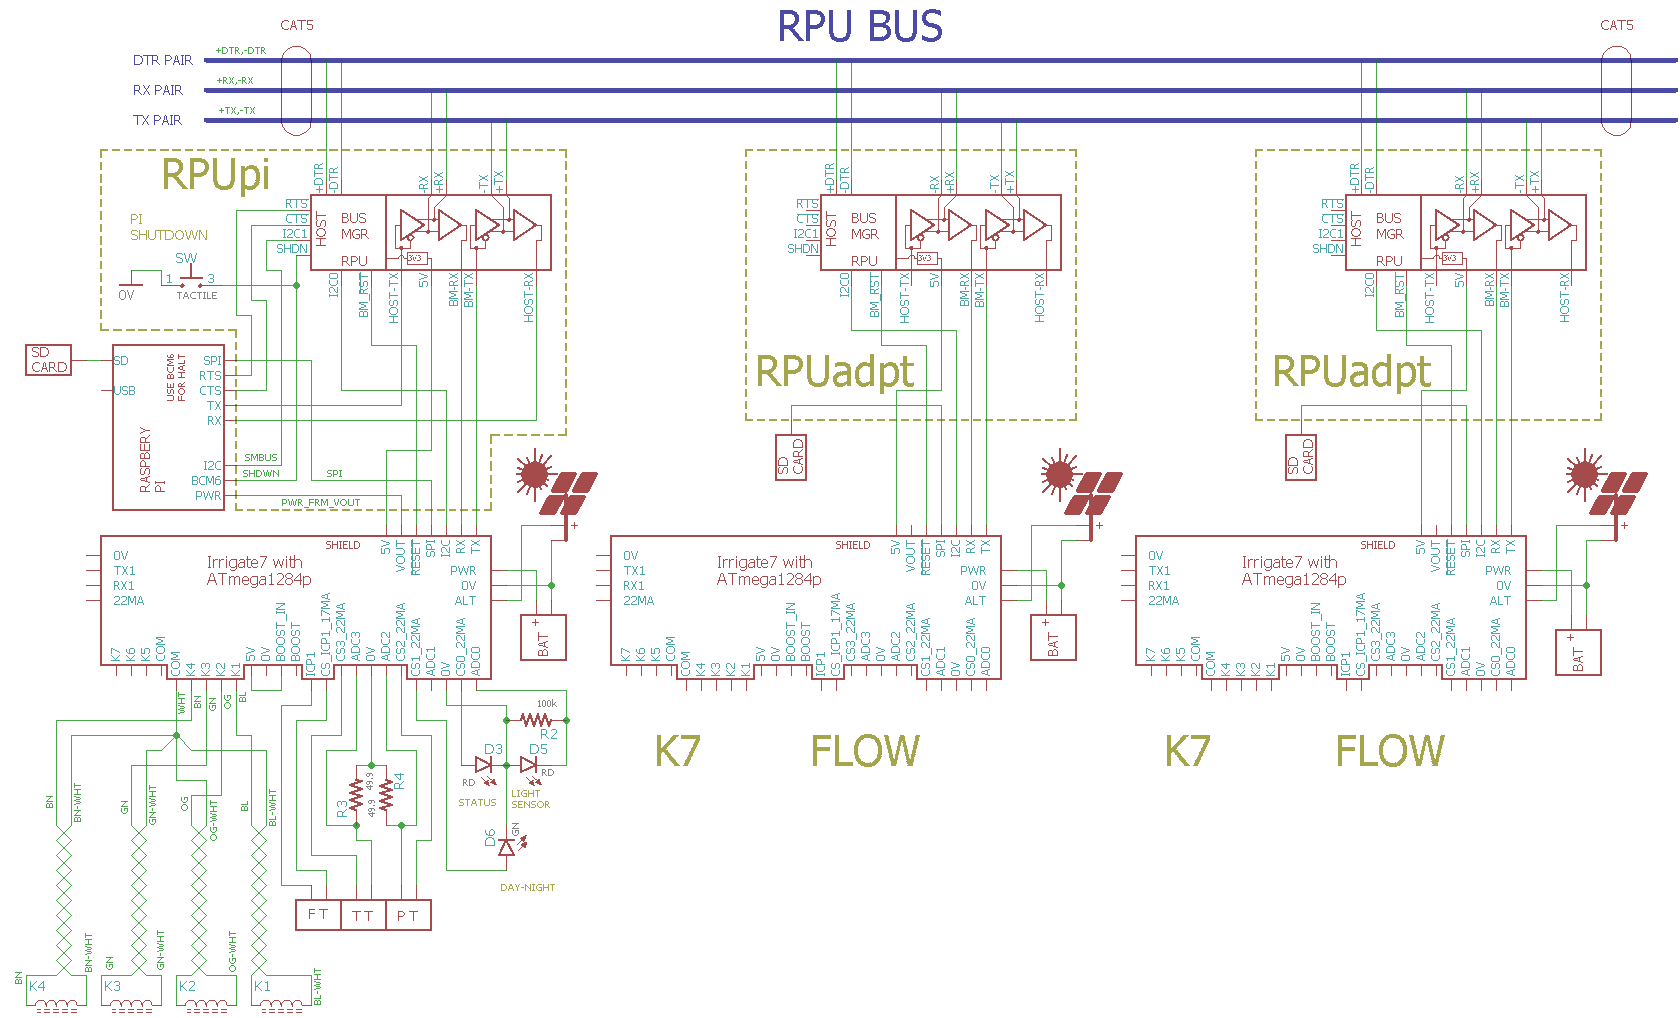 RPU BUS
CAT5
CAT5
DTR PAIR
+DTR,-DTR
RX PAIR
+RX,-RX
TX PAIR
+TX,-TX
RPUpi
PI
SHUTDOWN
SW
1
3
TACTILE
0V
+DTR
-DTR
-RX
+RX
-TX
+TX
RTS
CTS
I2C1
SHDN
HOST
BUS
MGR
RPU
3V3
I2C0
BM_RST
HOST-TX
5V
BM-RX
BM-TX
HOST-RX
+DTR
-DTR
-RX
+RX
-TX
+TX
RTS
CTS
I2C1
SHDN
HOST
BUS
MGR
RPU
3V3
I2C0
BM_RST
HOST-TX
5V
BM-RX
BM-TX
HOST-RX
RPUadpt
SD
CARD
+DTR
-DTR
-RX
+RX
-TX
+TX
RTS
CTS
I2C1
SHDN
HOST
BUS
MGR
RPU
3V3
I2C0
BM_RST
HOST-TX
5V
BM-RX
BM-TX
HOST-RX
RPUadpt
SD
CARD
SD
CARD
SD
USB
USE BCM6
FOR HALT
RASPBERY
PI
SPI
RTS
CTS
TX
RX
I2C
BCM6
PWR
SMBUS
SHDWN
SPI
PWR_FRM_VOUT
0V
TX1
RX1
22MA
Irrigate7 with
ATmega1284p
SHIELD
5V
VOUT
RESET
SPI
I2C
RX
TX
PWR
0V
ALT
+
+
BAT
K7
K6
K5
COM
COM
K4
K3
K2
K1
5V
0V
BOOST_IN
BOOST
ICP1
CS_ICP1_17MA
CS3_22MA
ADC3
0V
ADC2
CS2_22MA
CS1_22MA
ADC1
0V
CS0_22MA
ADC0
0V
TX1
RX1
22MA
Irrigate7 with
ATmega1284p
SHIELD
5V
VOUT
RESET
SPI
I2C
RX
TX
PWR
0V
ALT
+
+
BAT
K7
K6
K5
COM
COM
K4
K3
K2
K1
5V
0V
BOOST_IN
BOOST
ICP1
CS_ICP1_17MA
CS3_22MA
ADC3
0V
ADC2
CS2_22MA
CS1_22MA
ADC1
0V
CS0_22MA
ADC0
0V
TX1
RX1
22MA
Irrigate7 with
ATmega1284p
SHIELD
5V
VOUT
RESET
SPI
I2C
RX
TX
PWR
0V
ALT
+
+
BAT
K7
K6
K5
COM
COM
K4
K3
K2
K1
5V
0V
BOOST_IN
BOOST
ICP1
CS_ICP1_17MA
CS3_22MA
ADC3
0V
ADC2
CS2_22MA
CS1_22MA
ADC1
0V
CS0_22MA
ADC0
WHT
BN
GN
OG
BL
100k
R2
D3
D5
RD
RD
STATUS
LIGHT
SENSOR
D6
GN
DAY-NIGHT
R3
49.9
49.9
R4
K7
FLOW
K7
FLOW
BN
BN-WHT
GN
GN-WHT
OG
OG-WHT
BL
BL-WHT
FT
TT
PT
BN
BN-WHT
GN
GN-WHT
OG-WHT
BL-WHT
K4
K3
K2
K1